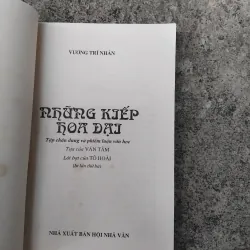 VƯƠNG TRÍ NHÀN
NHỮNG KIẾP
HOA DẠI
Tập chân dung và phiếm luận văn học
Tựa của VĂN TÂM
Lời bạt của TÔ HOÀI
(In lần thứ hai)
NHÀ XUẤT BẢN HỘI NHÀ VĂN